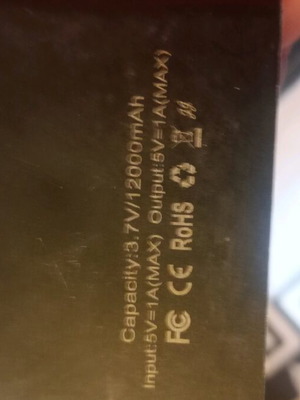 Capacity:3.7V/12000mAh
Input:5V=1A(MAX) Output:5V=1A(MAX)
FC CE RoHS